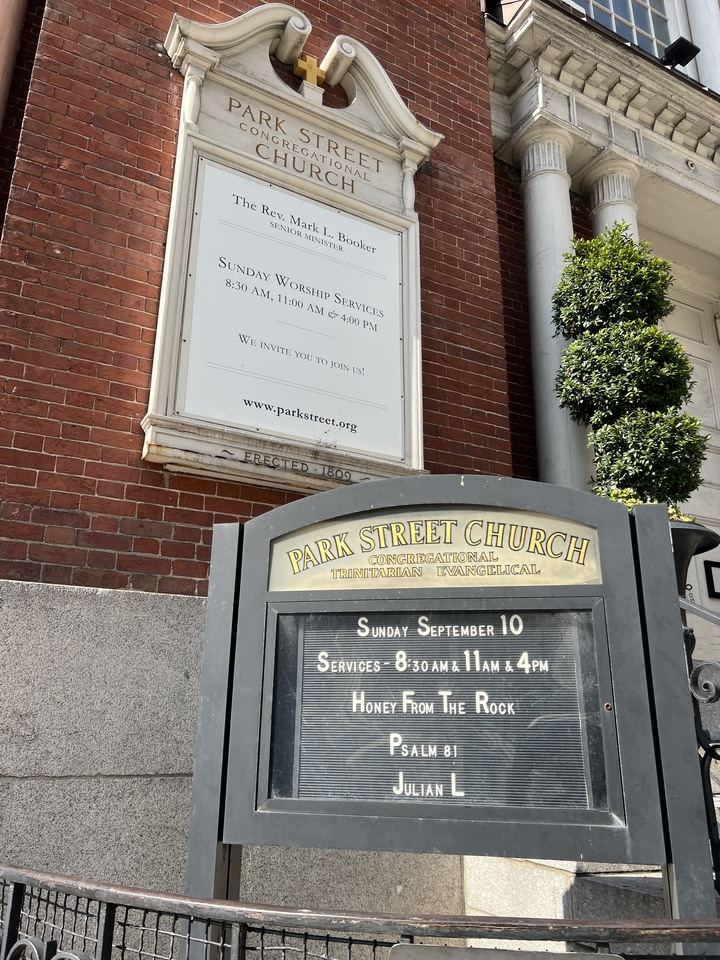 PARK STREET
CONGREGATIONAL
CHURCH
The Rev. Mark L. Booker
SENIOR MINISTER
SUNDAY WORSHIP SERVICES
8:30 AM, 11:00 AM & 4:00 PM
WE INVITE YOU TO JOIN US!
www.parkstreet.org
~ ERECTED · 1809 ~
PARK STREET CHURCH
CONGREGATIONAL
TRINITARIAN EVANGELICAL
SUNDAY SEPTEMBER 10
SERVICES - 8:30 AM & 11AM & 4PM
HONEY FROM THE ROCK
PSALM 81
JULIAN L